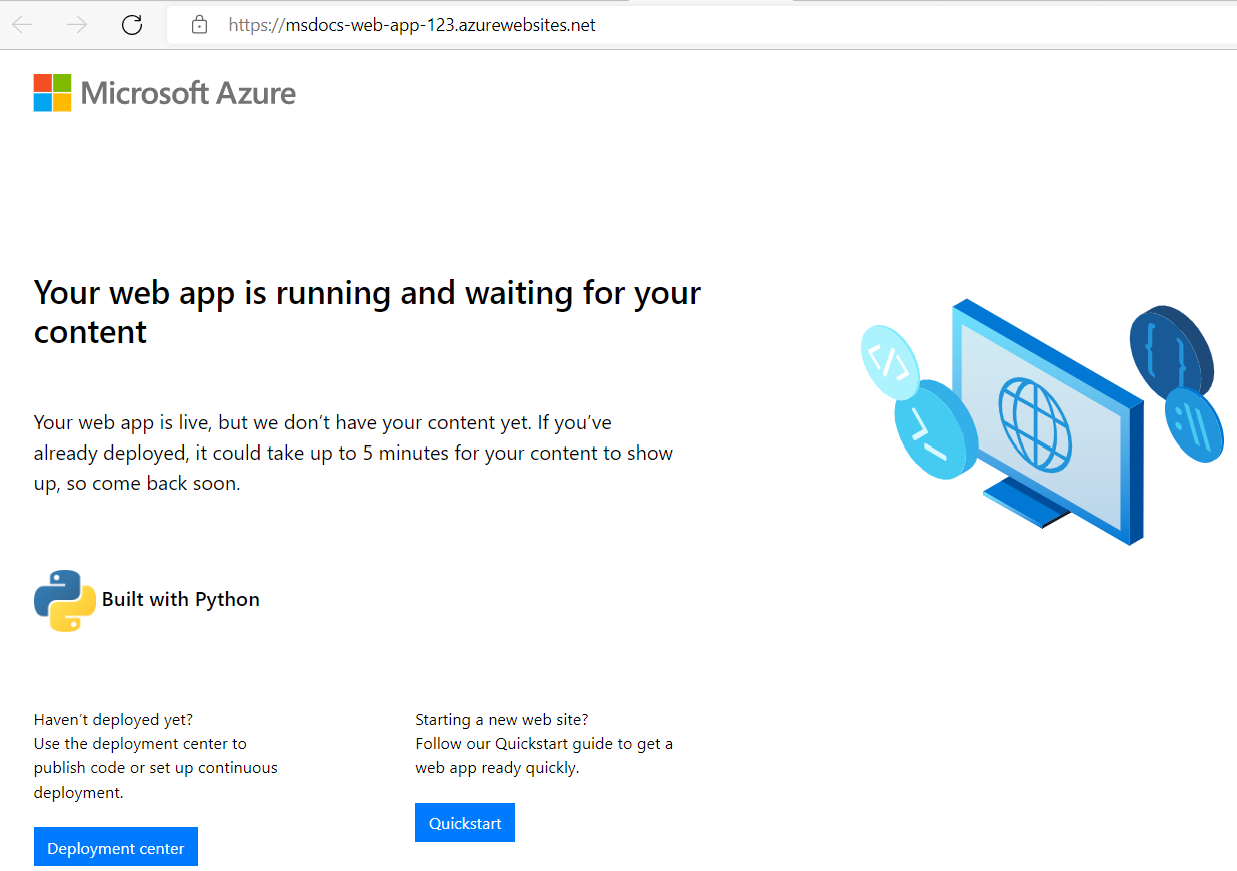 https://msdocs-web-app-123.azurewebsites.net
Microsoft Azure
Your web app is running and waiting for your
content
Your web app is live, but we don’t have your content yet. If you’ve
already deployed, it could take up to 5 minutes for your content to show
up, so come back soon.
Built with Python
Haven’t deployed yet?
Use the deployment center to
publish code or set up continuous
deployment.
Deployment center
Starting a new web site?
Follow our Quickstart guide to get a
web app ready quickly.
Quickstart